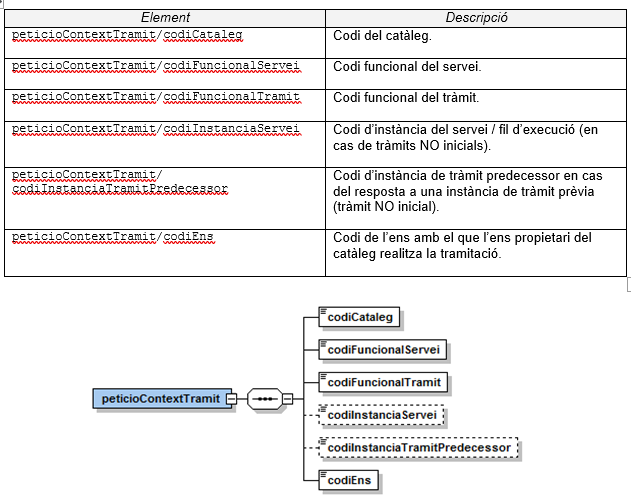 Element
Descripció
peticioContextTramit/codiCataleg
Codi del catàleg.
peticioContextTramit/codiFuncionalServei
Codi funcional del servei.
peticioContextTramit/codiFuncionalTramit
Codi funcional del tràmit.
peticioContextTramit/codiInstanciaServei
Codi d’instància del servei / fil d’execució (en
cas de tràmits NO inicials).
peticioContextTramit/
codiInstanciaTramitPredecessor
Codi d’instància de tràmit predecessor en cas
del resposta a una instància de tràmit prèvia
(tràmit NO inicial).
peticioContextTramit/codiEns
Codi de l’ens amb el que l’ens propietari del
catàleg realitza la tramitació.
codiCataleg
codiFuncionalServei
codiFuncionalTramit
peticioContextTramit
codiInstanciaServei
codiInstanciaTramitPredecessor
codiEns